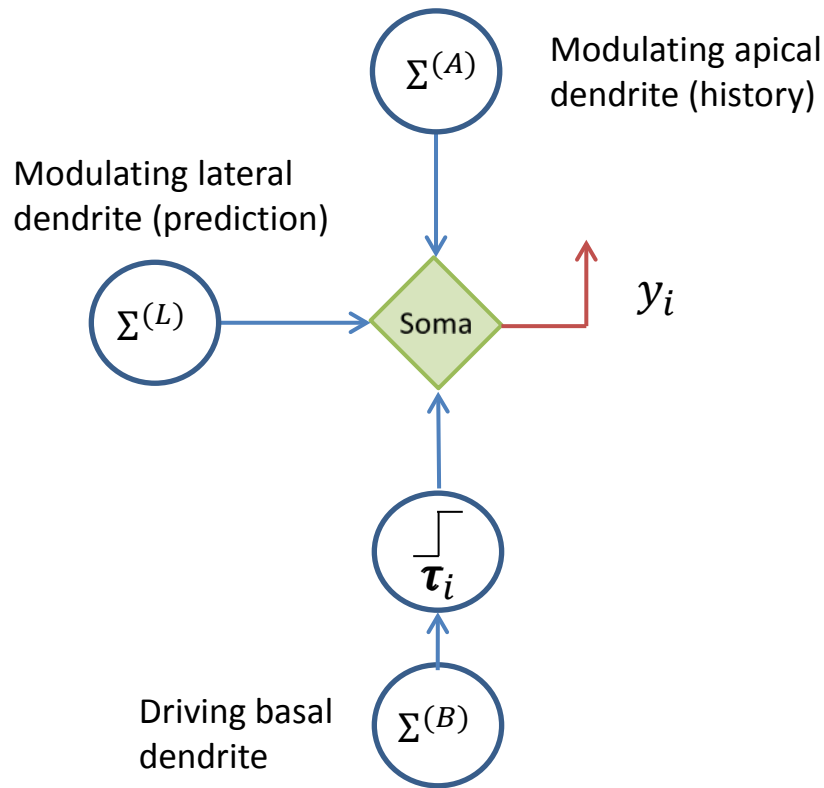 Σ^(A)
Modulating apical
dendrite (history)
Modulating lateral
dendrite (prediction)
Σ^(L)
Soma
y_i
τ_i
Driving basal
dendrite
Σ^(B)